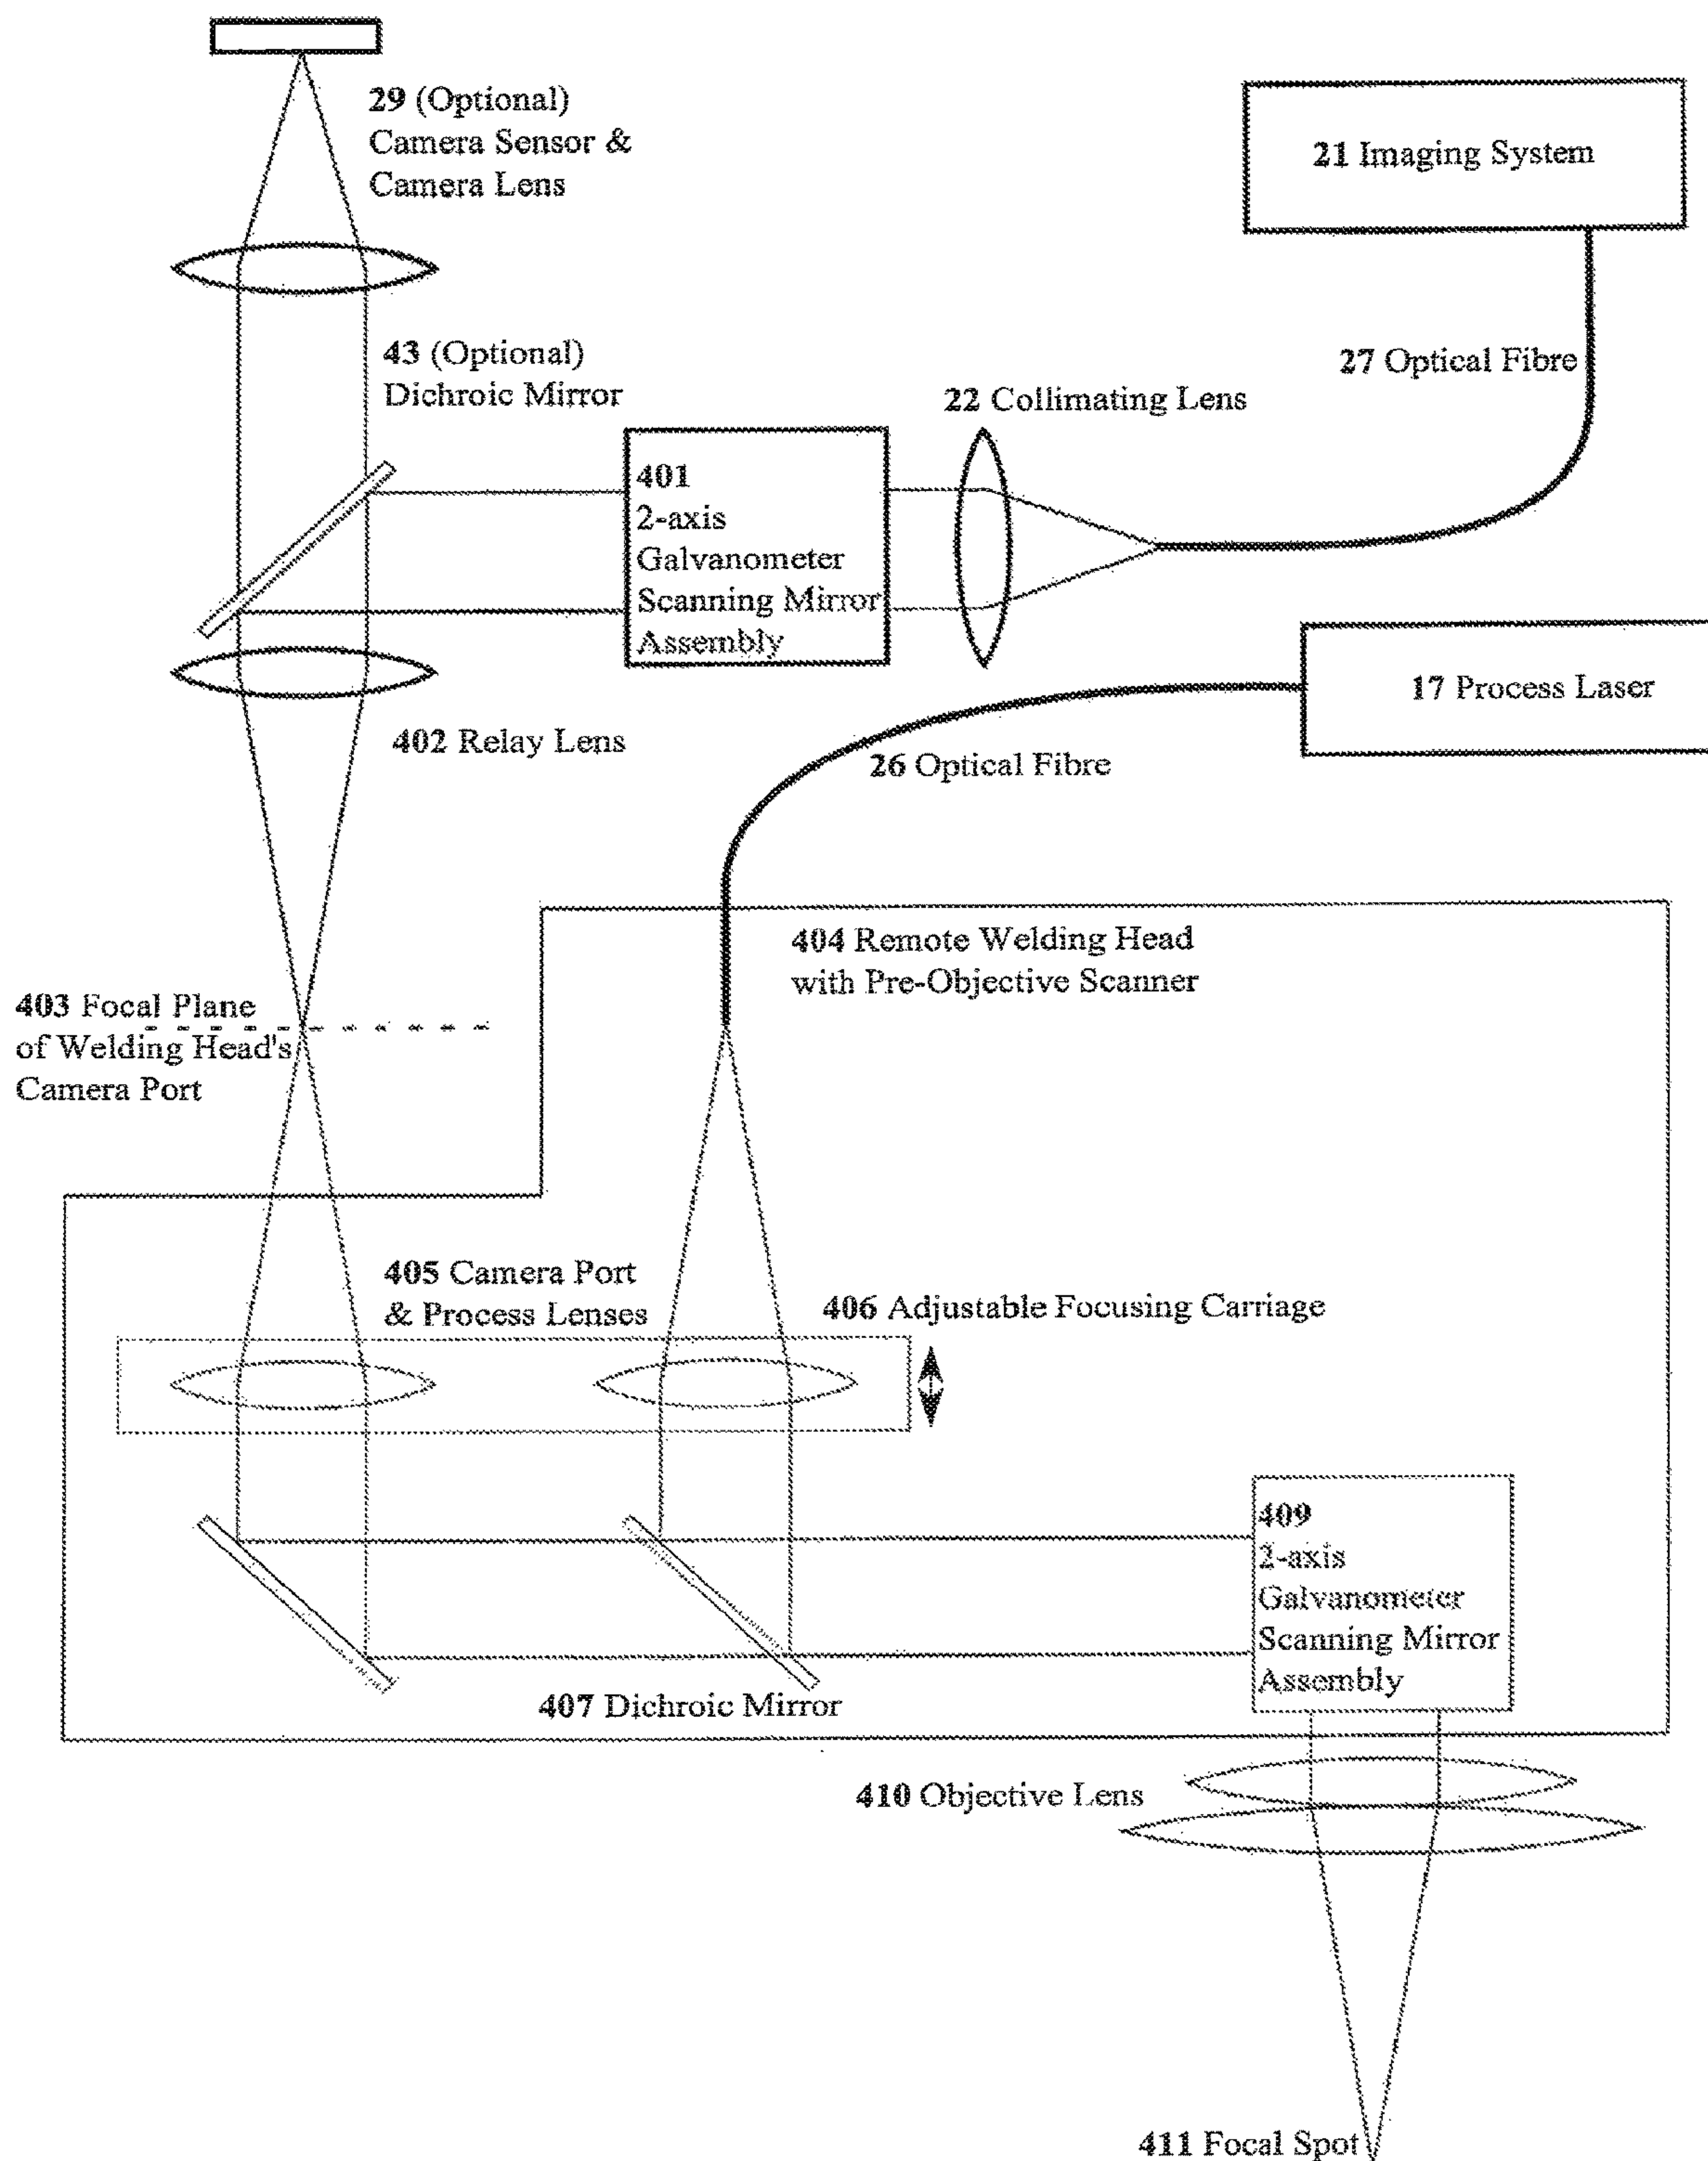 29 (Optional)
Camera Sensor &
Camera Lens
21 Imaging System
43 (Optional)
Dichroic Mirror
27 Optical Fibre
22 Collimating Lens
401
2-axis
Galvanometer
Scanning Mirror
Assembly
17 Process Laser
402 Relay Lens
26 Optical Fibre
404 Remote Welding Head
with Pre-Objective Scanner
403 Focal Plane
of Welding Head's
Camera Port
405 Camera Port
& Process Lenses
406 Adjustable Focusing Carriage
409
2-axis
Galvanometer
Scanning Mirror
Assembly
407 Dichroic Mirror
410 Objective Lens
411 Focal Spot